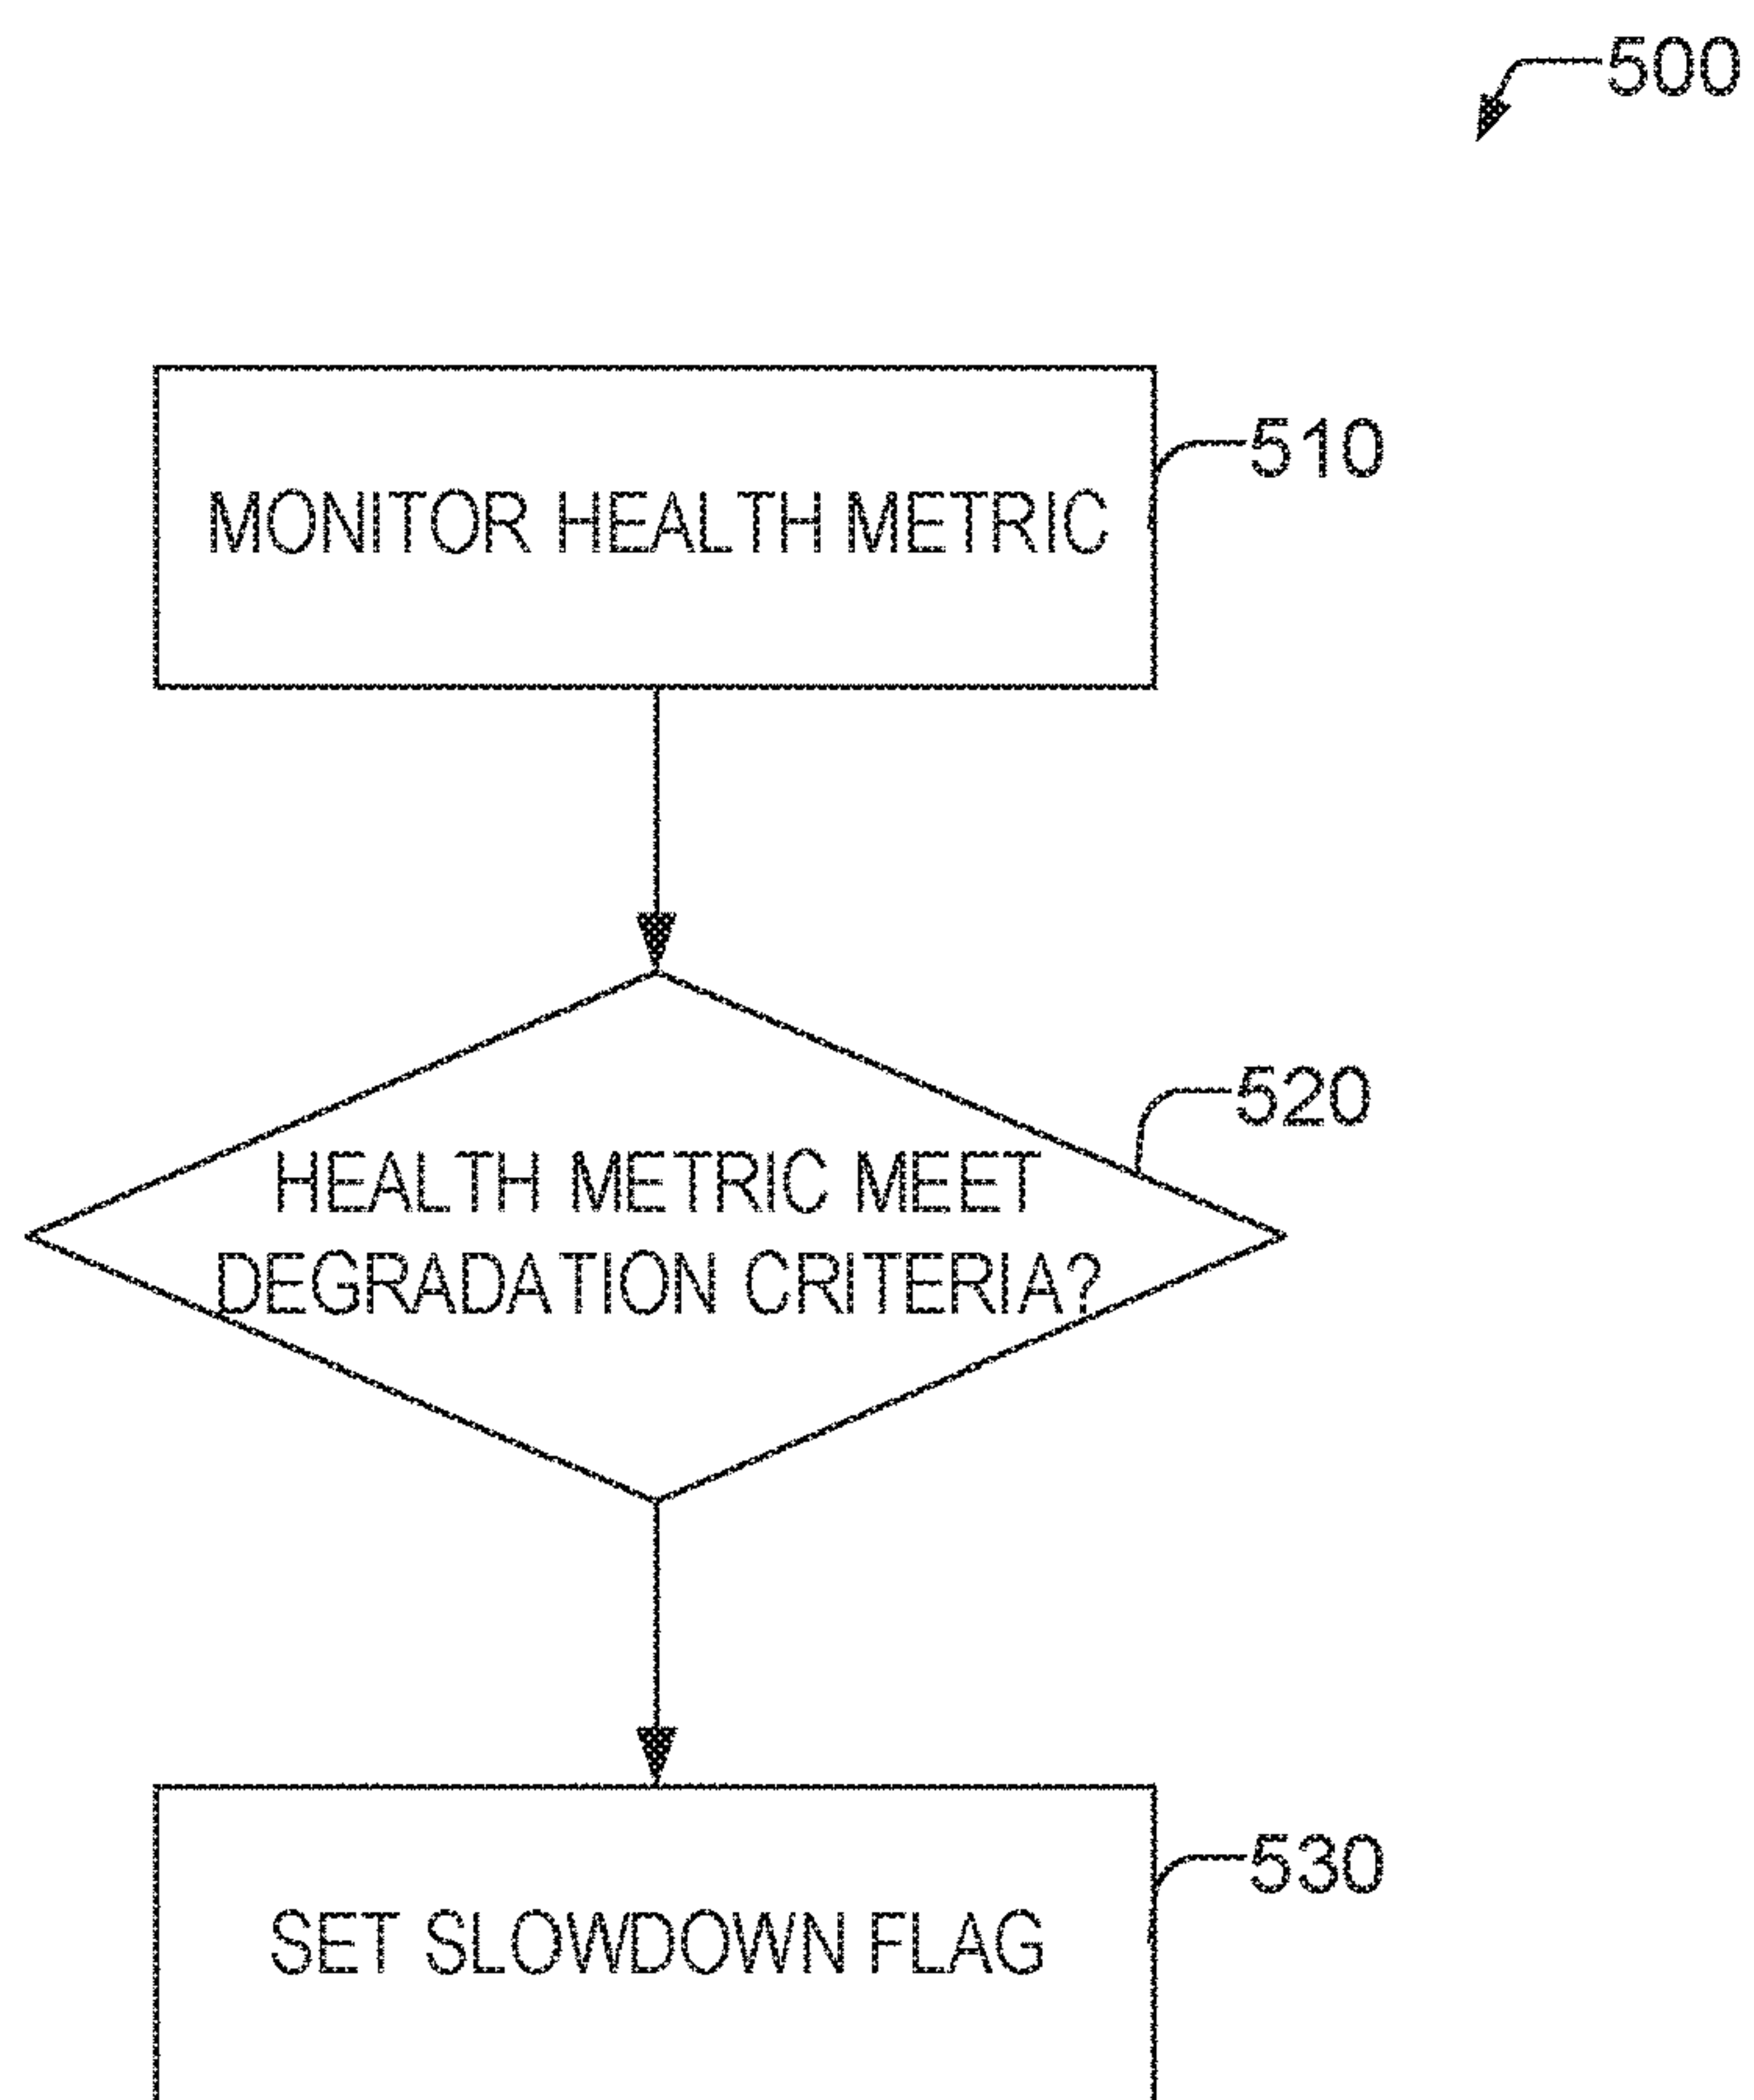 500
MONITOR HEALTH METRIC
510
520
HEALTH METRIC MEET
DEGRADATION CRITERIA?
530
SET SLOWDOWN FLAG